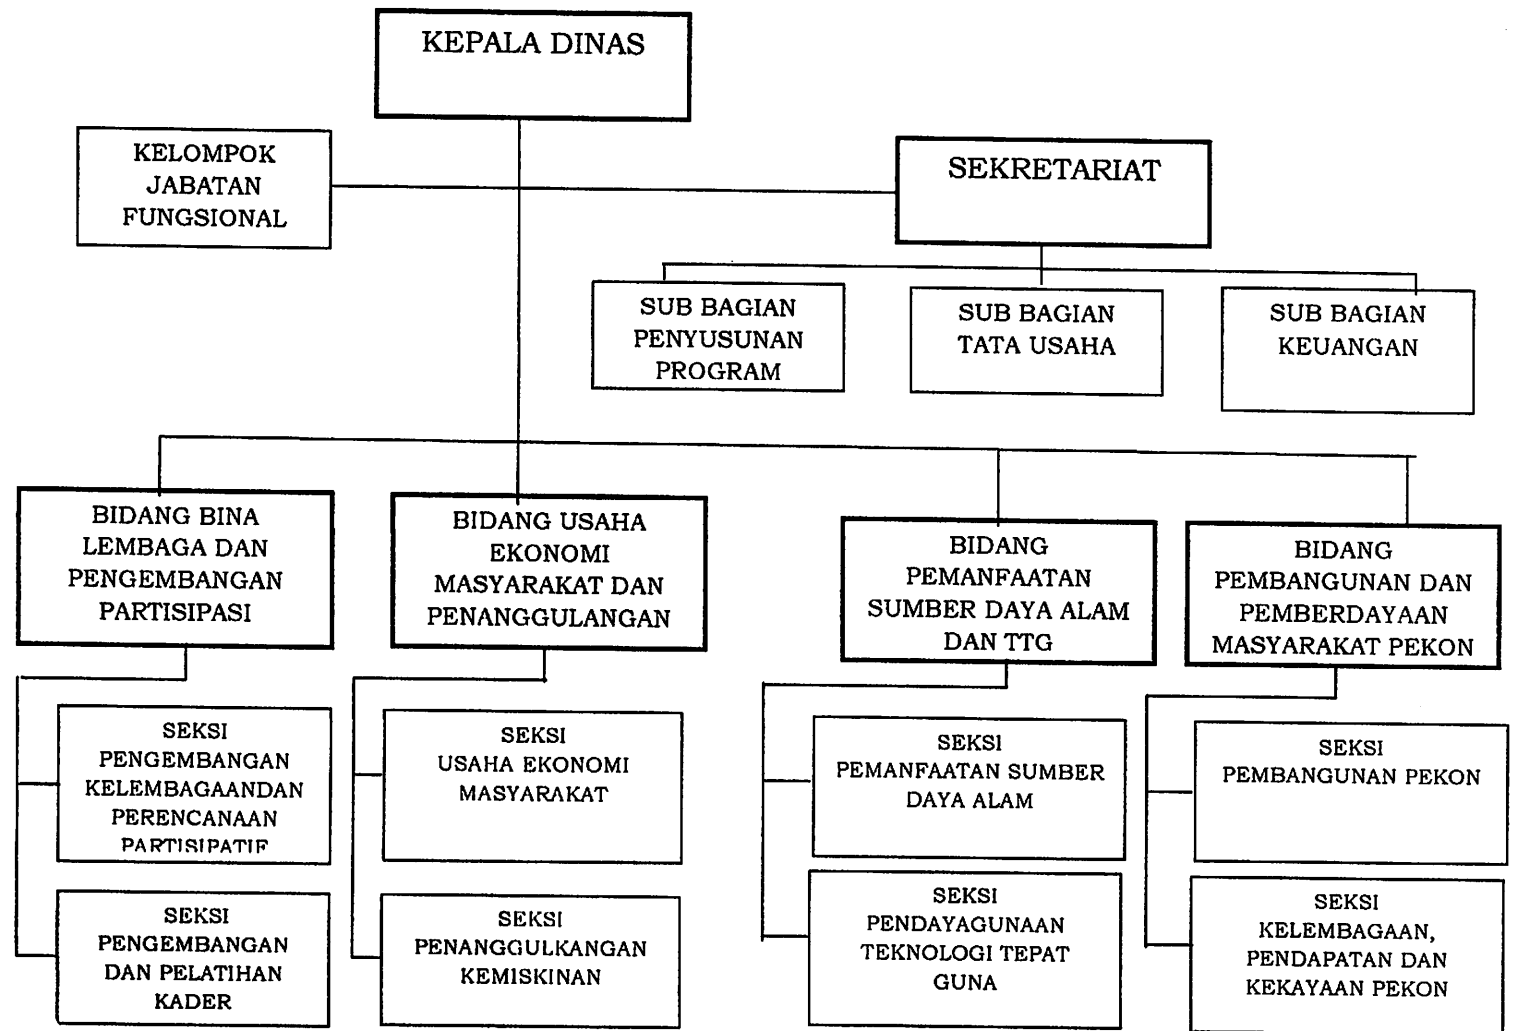 KEPALA DINAS
KELOMPOK
JABATAN
FUNGSIONAL
SEKRETARIAT
SUB BAGIAN
PENYUSUNAN
PROGRAM
SUB BAGIAN
TATA USAHA
SUB BAGIAN
KEUANGAN
BIDANG BINA
LEMBAGA DAN
PENGEMBANGAN
PARTISIPASI
BIDANG USAHA
EKONOMI
MASYARAKAT DAN
PENANGGULANGAN
BIDANG
PEMANFAATAN
SUMBER DAYA ALAM
DAN TTG
BIDANG
PEMBANGUNAN DAN
PEMBERDAYAAN
MASYARAKAT PEKON
SEKSI
PENGEMBANGAN
KELEMBAGAANDAN
PERENCANAAN
PARTISIPATIF
SEKSI
USAHA EKONOMI
MASYARAKAT
SEKSI
PEMANFAATAN SUMBER
DAYA ALAM
SEKSI
PEMBANGUNAN PEKON
SEKSI
PENGEMBANGAN
DAN PELATIHAN
KADER
SEKSI
PENANGGULKANGAN
KEMISKINAN
SEKSI
PENDAYAGUNAAN
TEKNOLOGI TEPAT
GUNA
SEKSI
KELEMBAGAAN,
PENDAPATAN DAN
KEKAYAAN PEKON